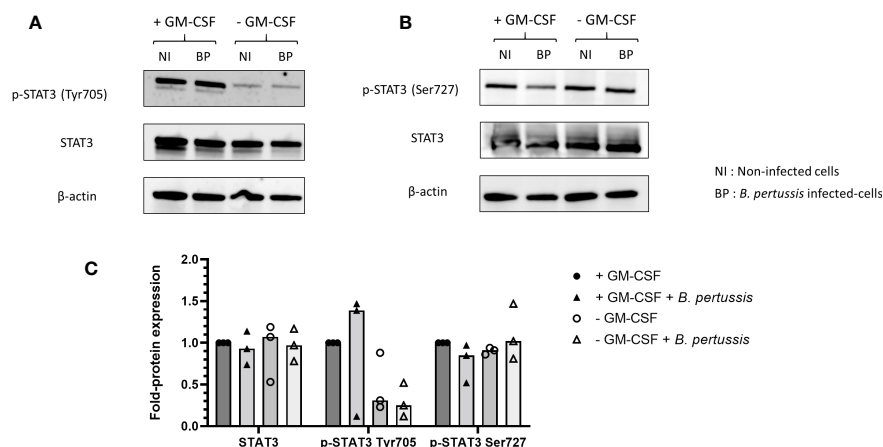 A
+ GM-CSF
- GM-CSF
NI
BP
NI
BP
p-STAT3 (Tyr705)
STAT3
β-actin
B
+ GM-CSF
- GM-CSF
NI
BP
NI
BP
p-STAT3 (Ser727)
STAT3
β-actin
NI : Non-infected cells
BP : B. pertussis infected-cells
C
Fold-protein expression
2.0
1.5
1.0
0.5
0.0
STAT3
p-STAT3 Tyr705
p-STAT3 Ser727
+ GM-CSF
+ GM-CSF + B. pertussis
- GM-CSF
- GM-CSF + B. pertussis